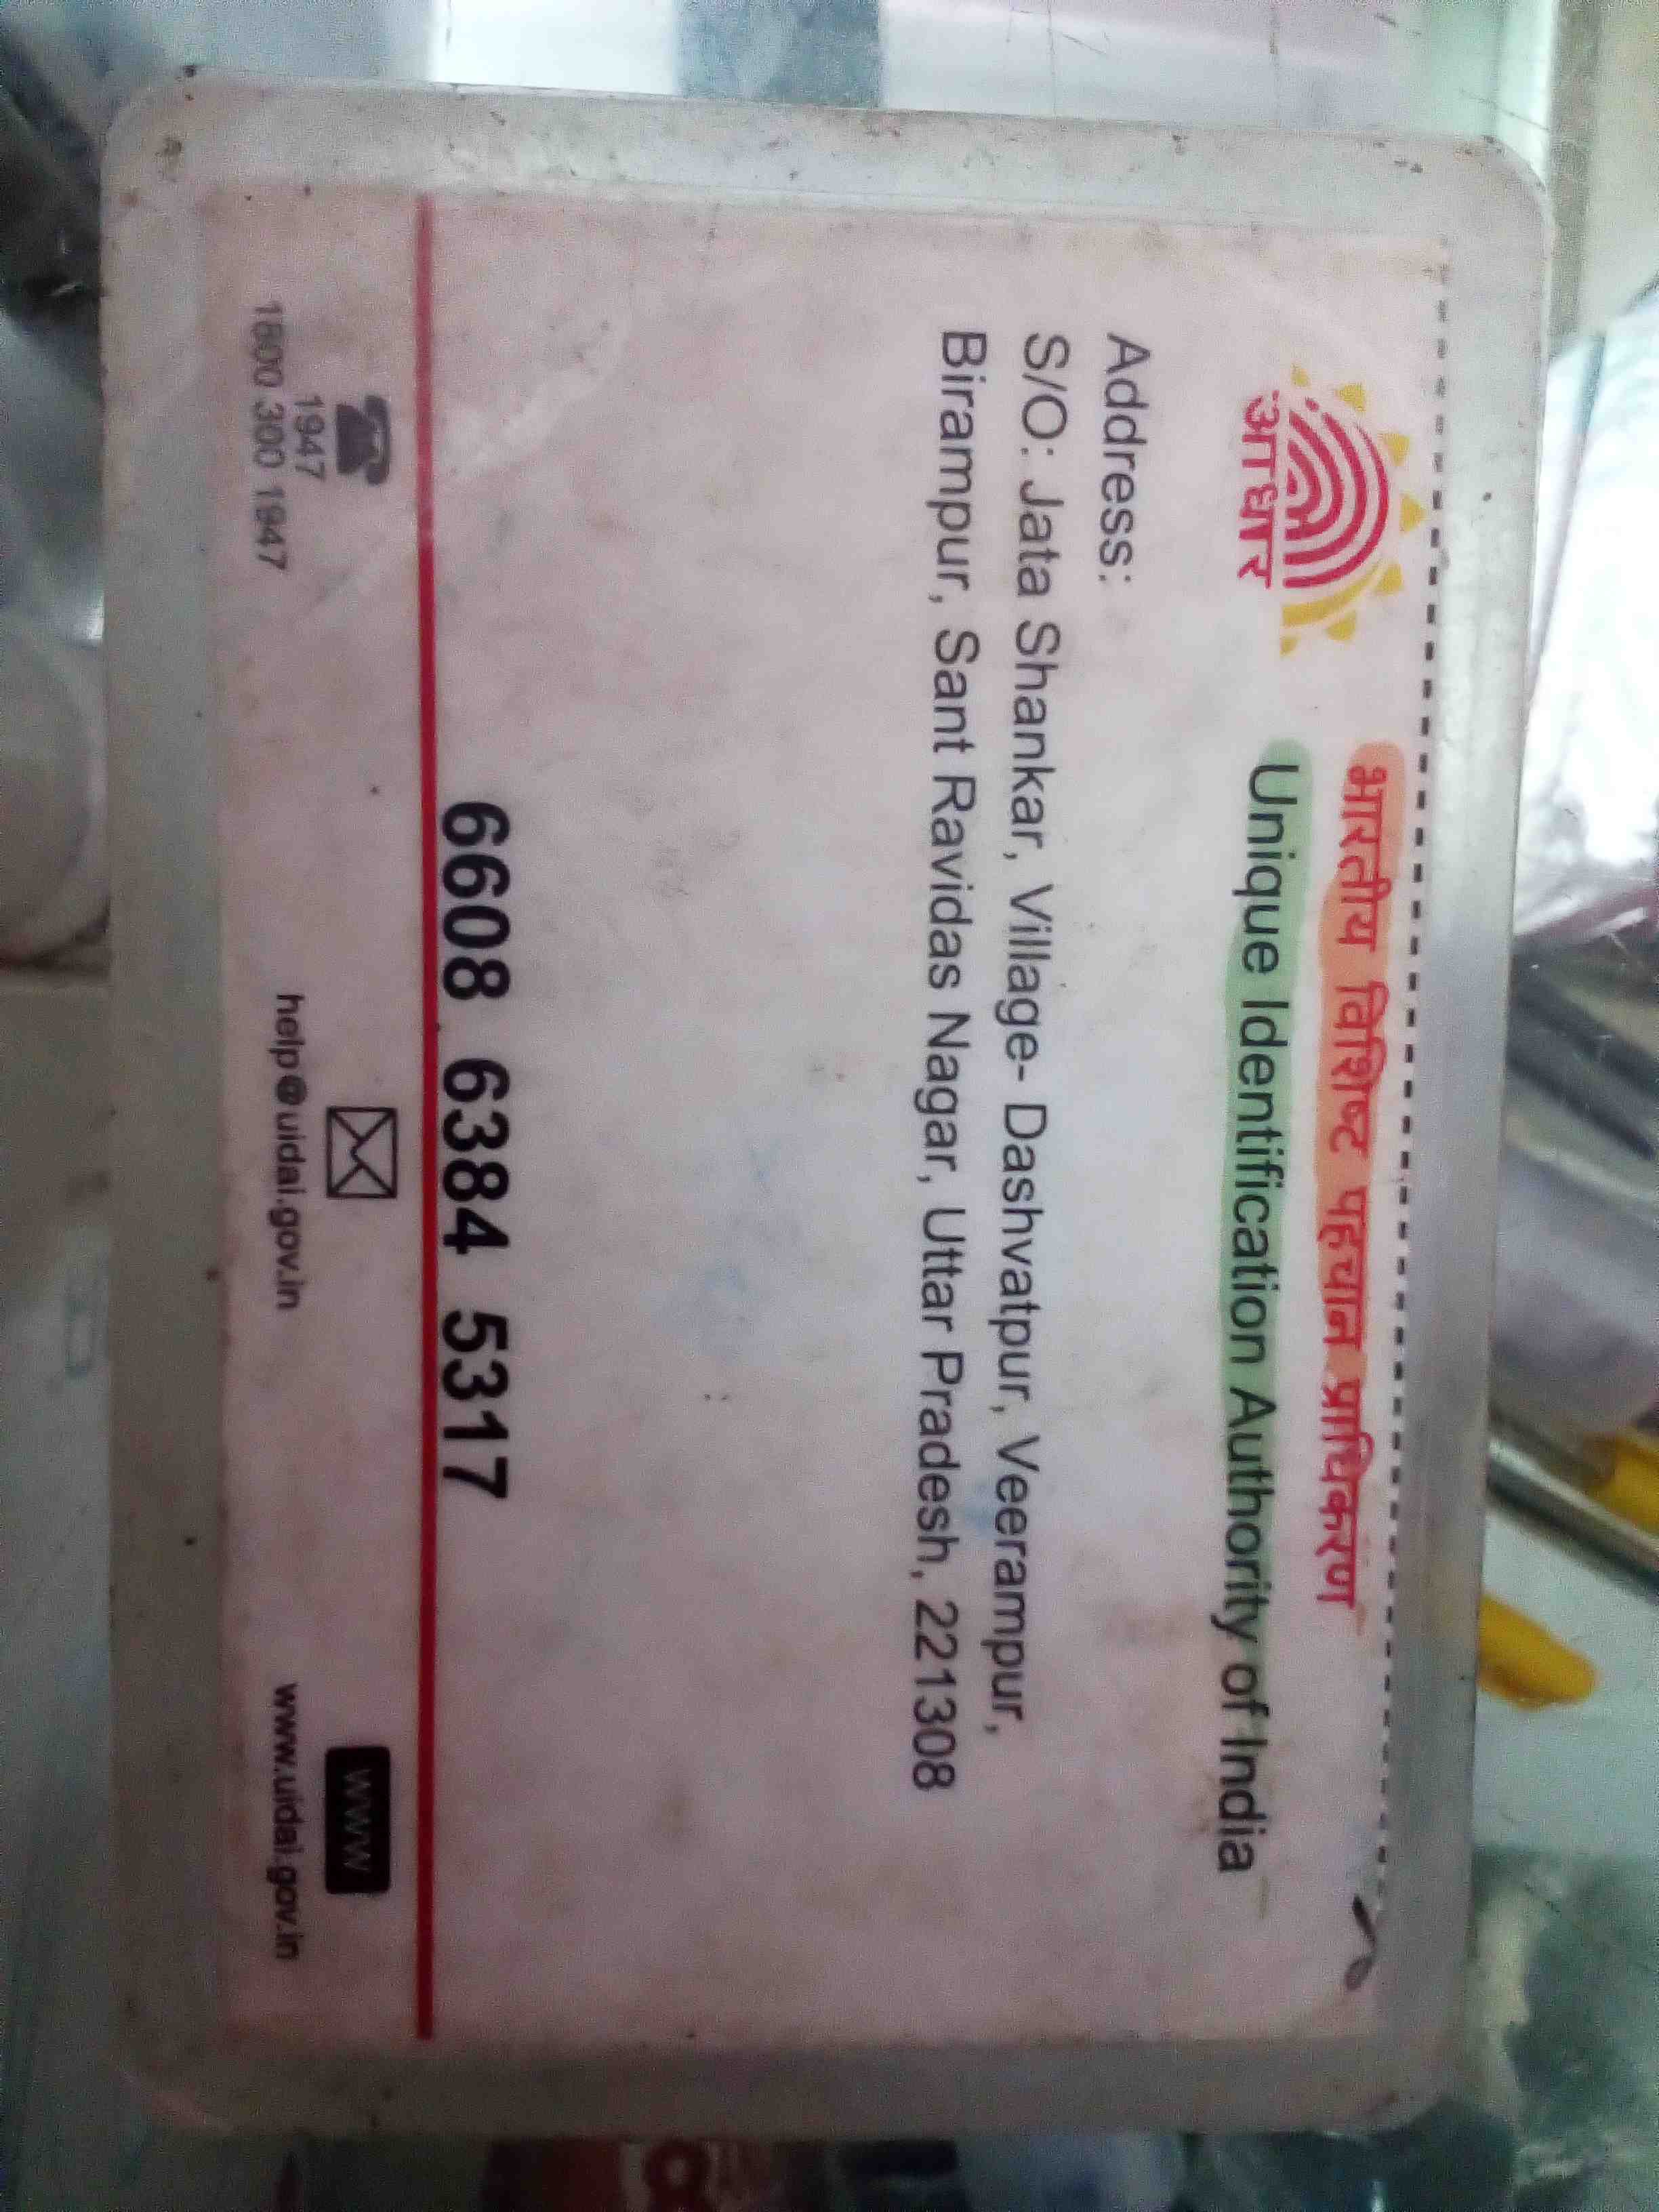 आधार
भारतीय विशिष्ट पहचान प्राधिकरण
Unique Identification Authority of India
Address:
S/O: Jata Shankar, Village- Dashvatpur, Veerampur,
Birampur, Sant Ravidas Nagar, Uttar Pradesh, 221308
6608 6384 5317
1947
1800 300 1947
help@uidai.gov.in
www
www.uidai.gov.in